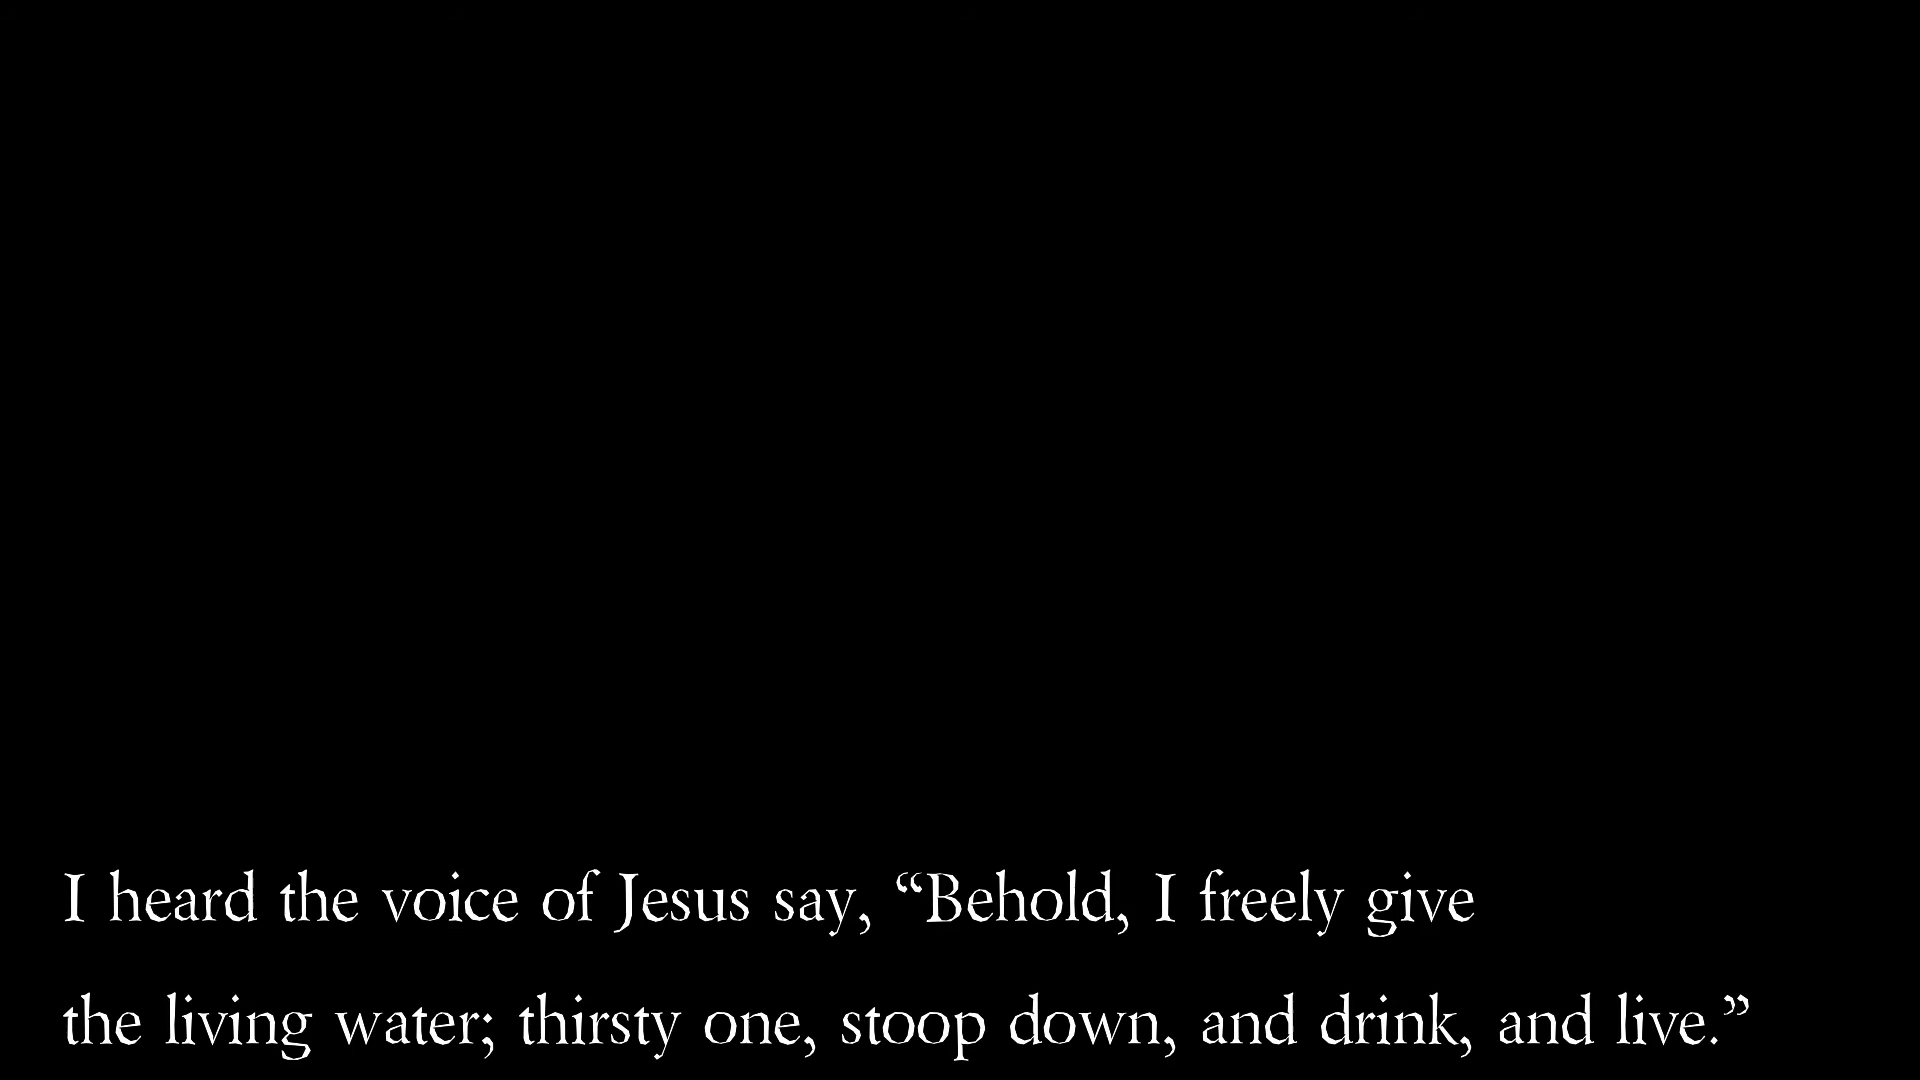 I heard the voice of Jesus say, “Behold, I freely give
the living water; thirsty one, stoop down, and drink, and live.”